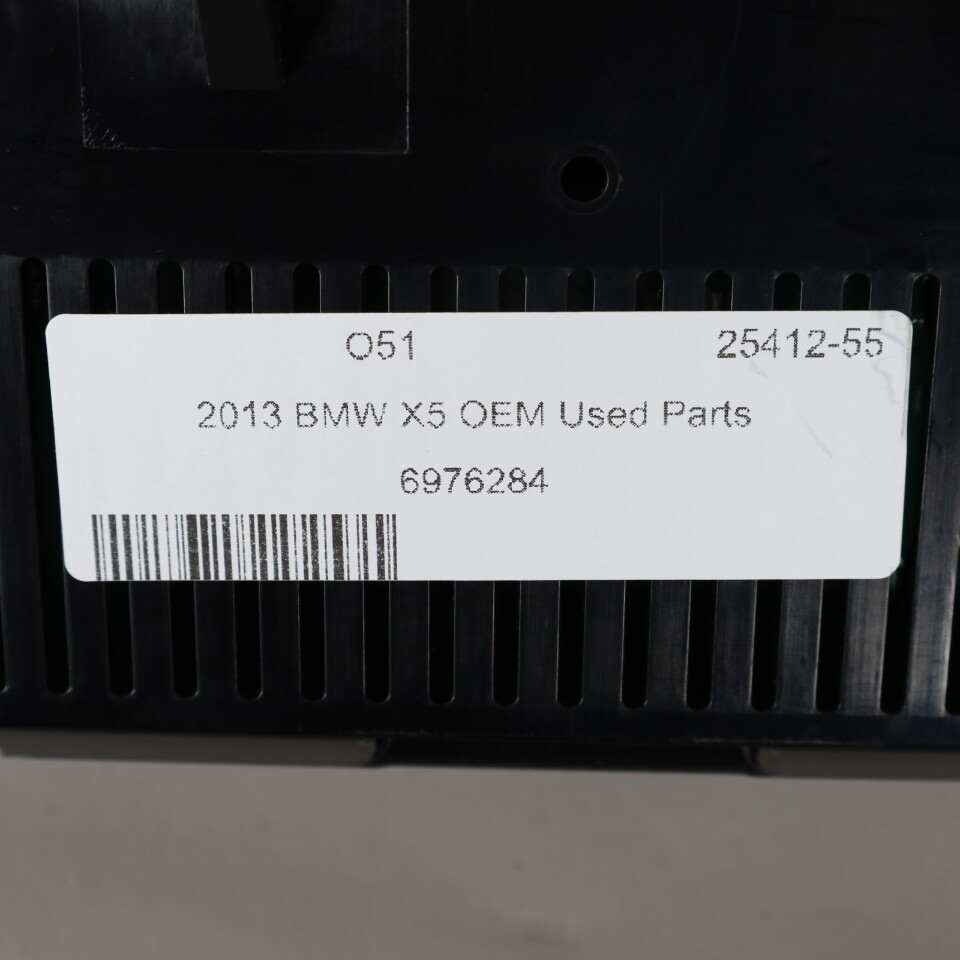 O51 25412-55
2013 BMW X5 OEM Used Parts
6976284